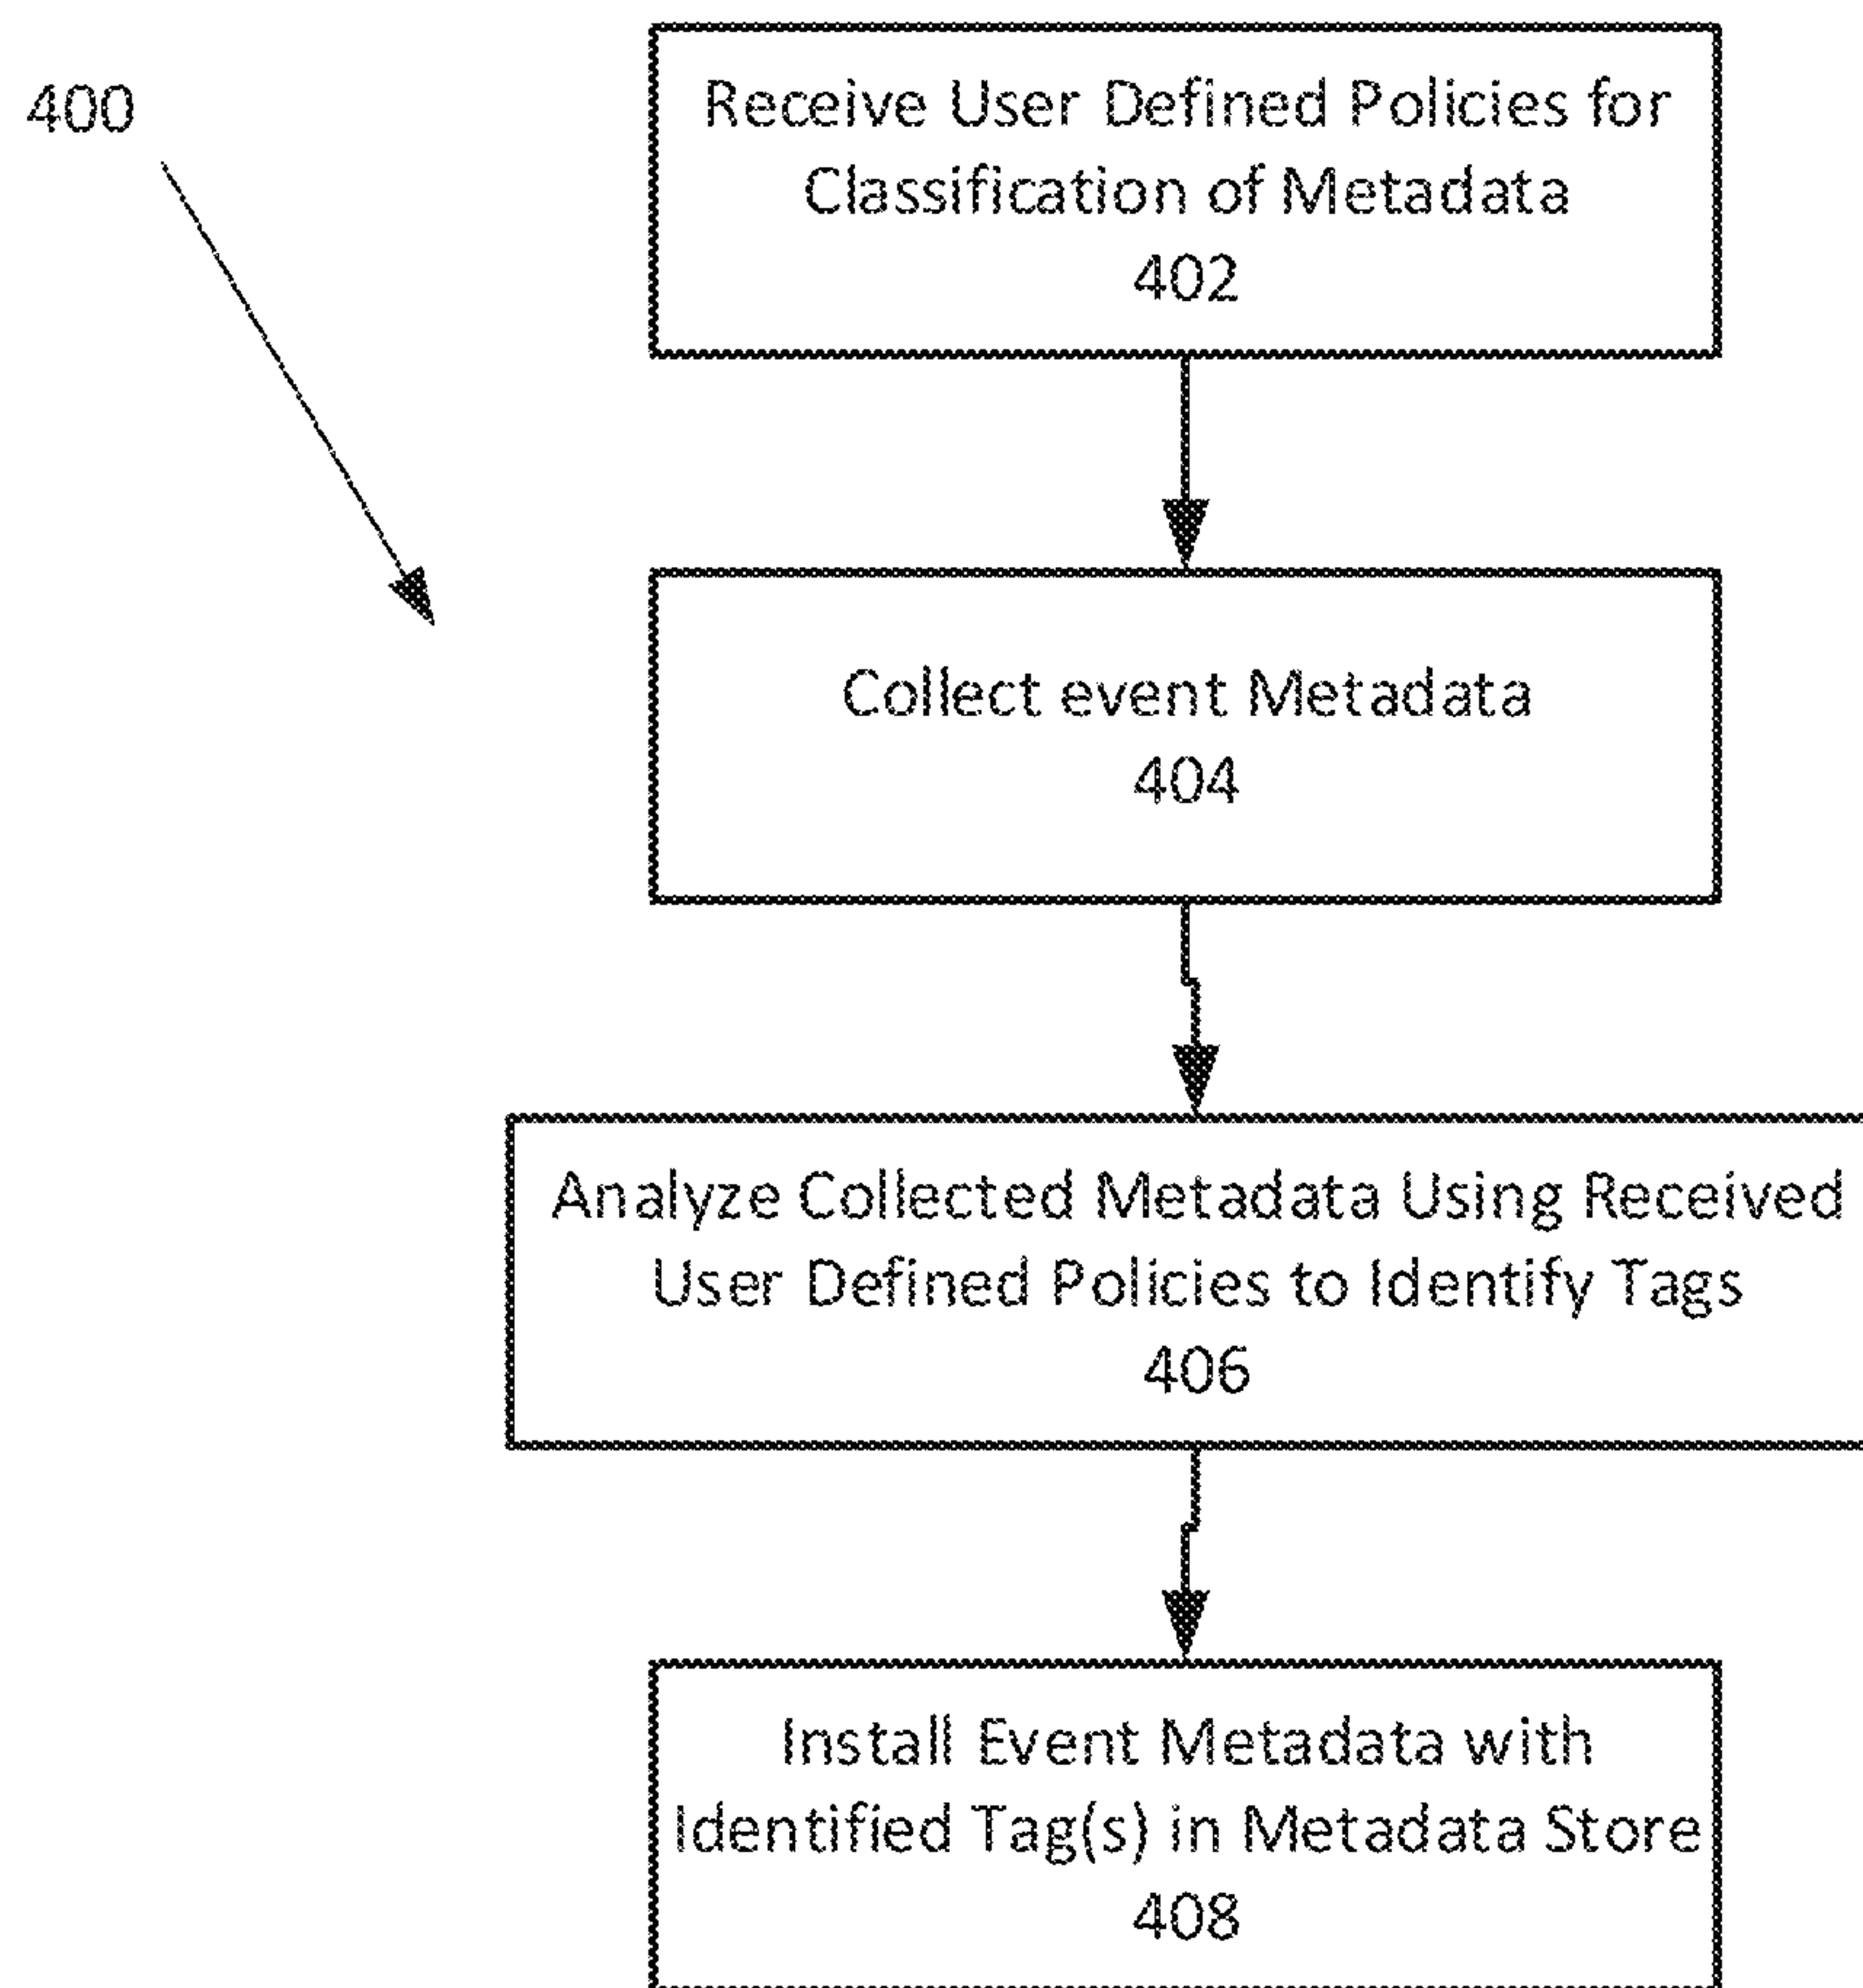 400
Receive User Defined Policies for
Classification of Metadata
402
Collect event Metadata
404
Analyze Collected Metadata Using Received
User Defined Policies to Identify Tags
406
Install Event Metadata with
Identified Tag(s) in Metadata Store
408